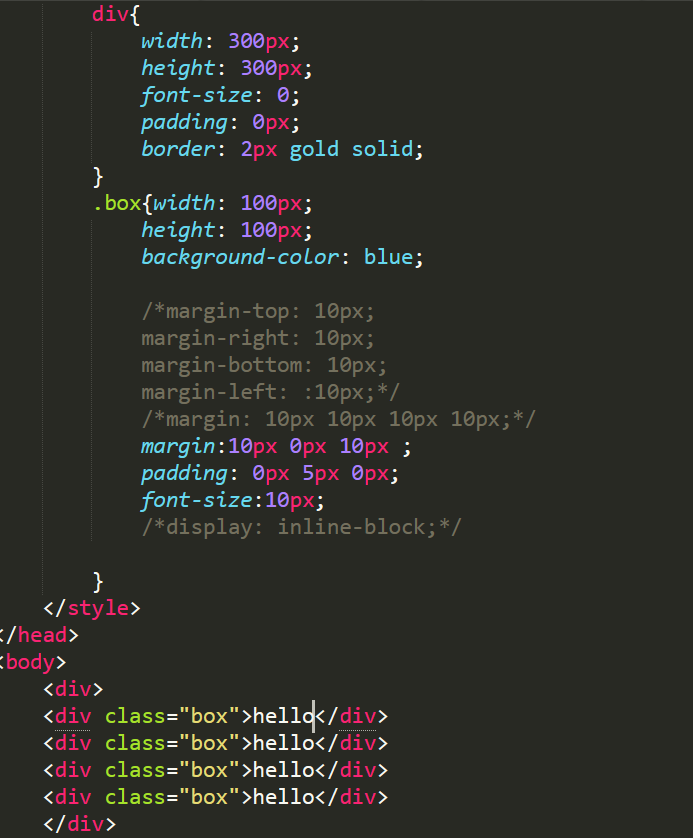 div{
width: 300px;
height: 300px;
font-size: 0;
padding: 0px;
border: 2px gold solid;
}
.box{width: 100px;
height: 100px;
background-color: blue;
/*margin-top: 10px;
margin-right: 10px;
margin-bottom: 10px;
margin-left: :10px;*/
/*margin: 10px 10px 10px 10px;*/
margin:10px 0px 10px ;
padding: 0px 5px 0px;
font-size:10px;
/*display: inline-block;*/
}
</style>
</head>
<body>
<div>
<div class="box">hello</div>
<div class="box">hello</div>
<div class="box">hello</div>
<div class="box">hello</div>
</div>